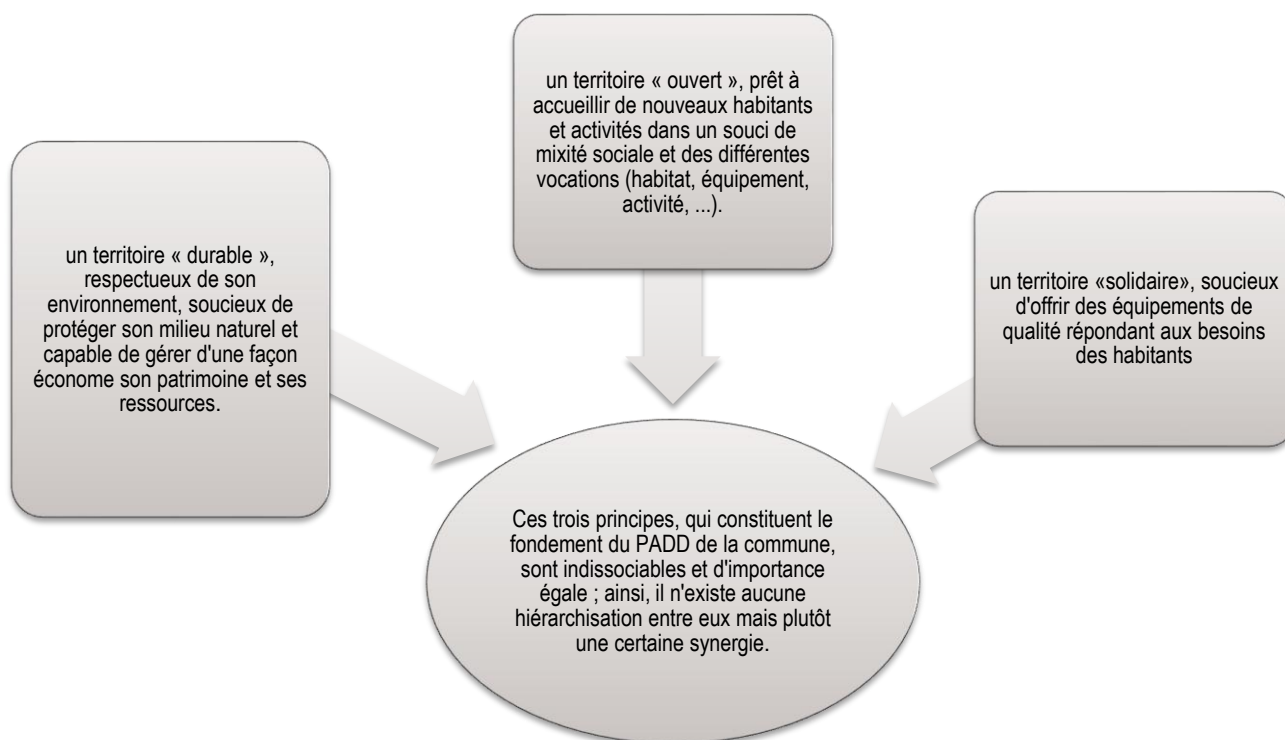 un territoire « ouvert », prêt à
accueillir de nouveaux habitants
et activités dans un souci de
mixité sociale et des différentes
vocations (habitat, équipement,
activité, ...).
un territoire « durable »,
respectueux de son
environnement, soucieux de
protéger son milieu naturel et
capable de gérer d'une façon
économe son patrimoine et ses
ressources.
un territoire «solidaire», soucieux
d'offrir des équipements de
qualité répondant aux besoins
des habitants
Ces trois principes, qui constituent le
fondement du PADD de la commune,
sont indissociables et d'importance
égale ; ainsi, il n'existe aucune
hiérarchisation entre eux mais plutôt
une certaine synergie.